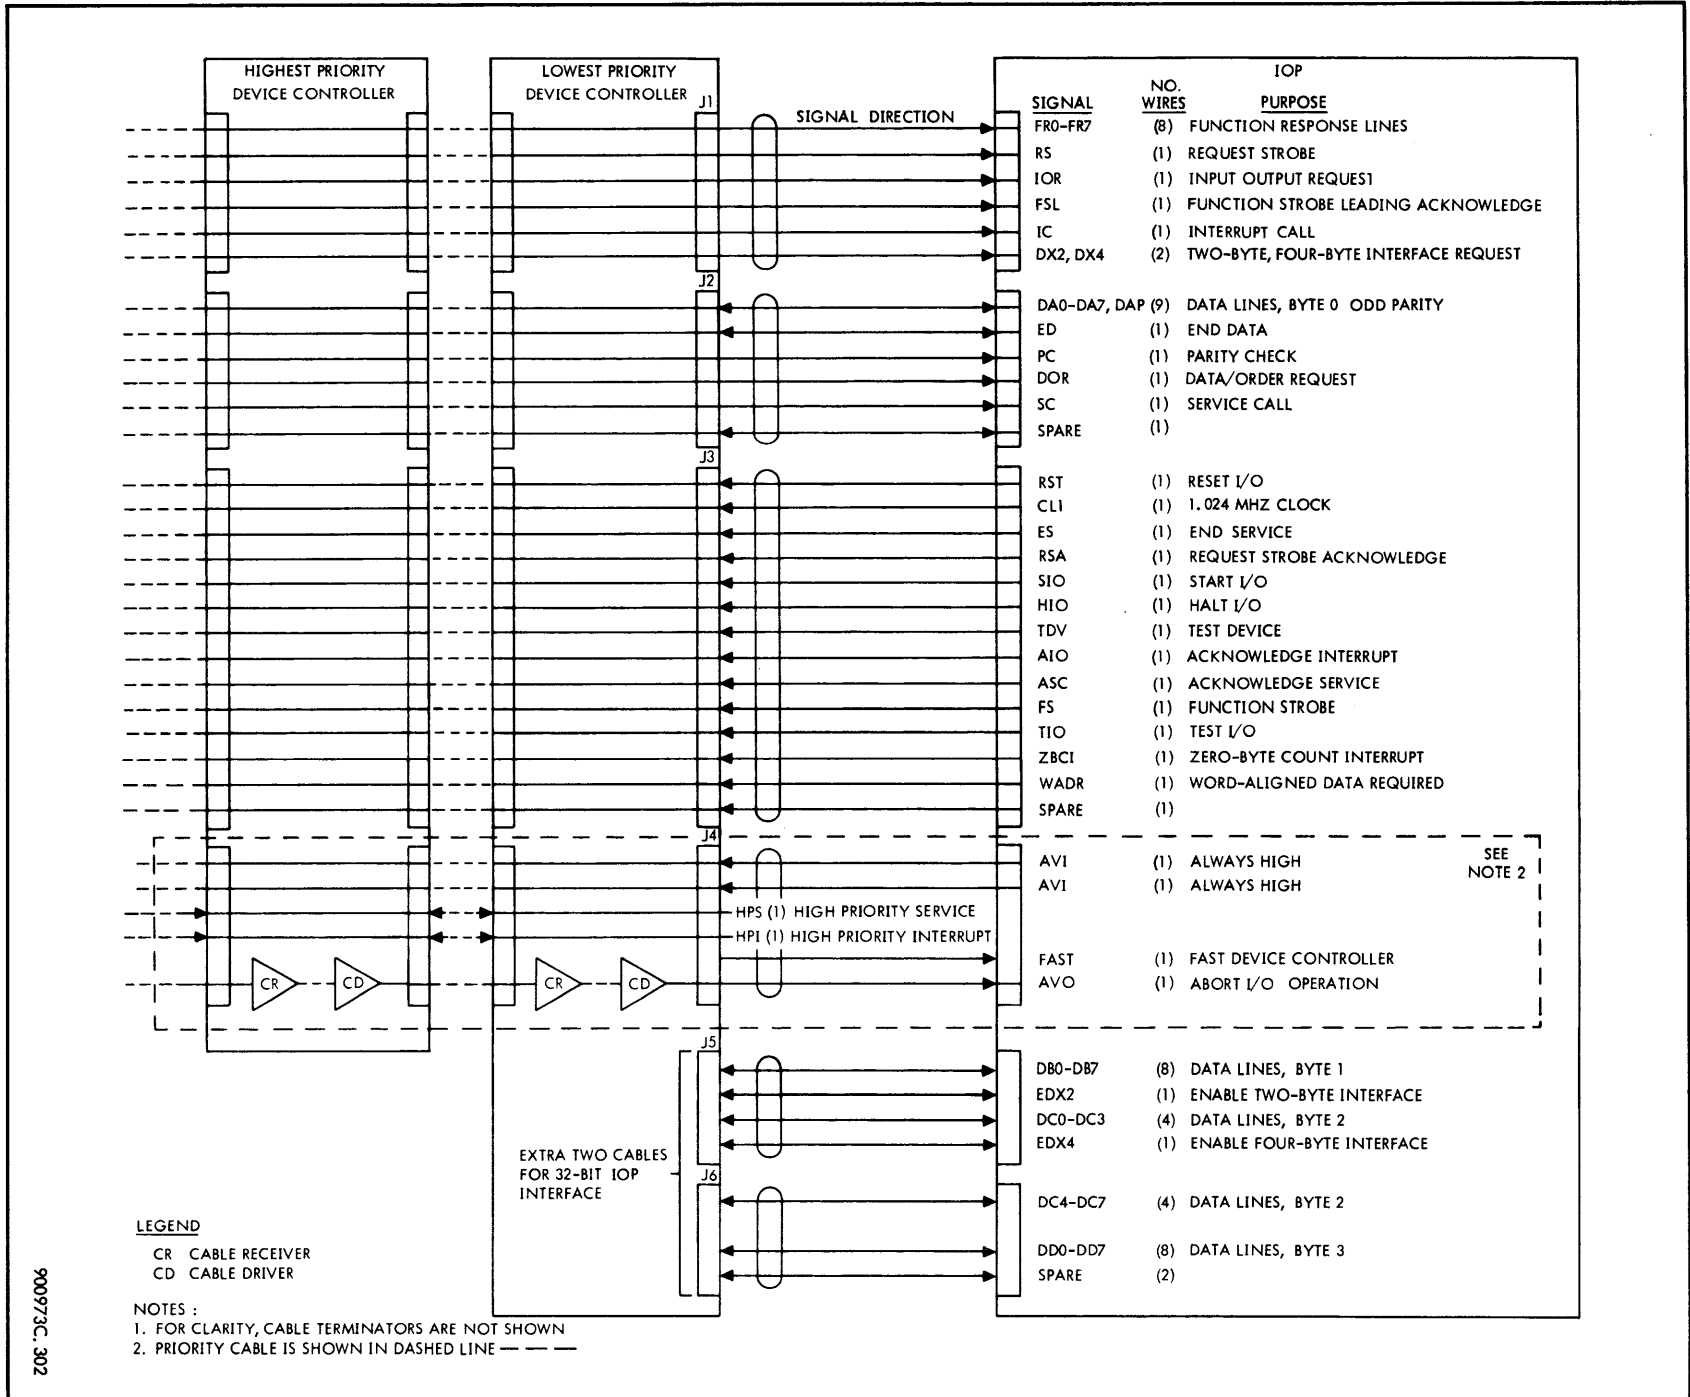 HIGHEST PRIORITY
DEVICE CONTROLLER
LOWEST PRIORITY
DEVICE CONTROLLER
J1
SIGNAL DIRECTION
IOP
SIGNAL NO. WIRES PURPOSE
FR0-FR7 (8) FUNCTION RESPONSE LINES
RS (1) REQUEST STROBE
IOR (1) INPUT OUTPUT REQUEST
FSL (1) FUNCTION STROBE LEADING ACKNOWLEDGE
IC (1) INTERRUPT CALL
DX2, DX4 (2) TWO-BYTE, FOUR-BYTE INTERFACE REQUEST
J2
DA0-DA7, DAP (9) DATA LINES, BYTE 0 ODD PARITY
ED (1) END DATA
PC (1) PARITY CHECK
DOR (1) DATA/ORDER REQUEST
SC (1) SERVICE CALL
SPARE (1)
J3
RST (1) RESET I/O
CL1 (1) 1.024 MHZ CLOCK
ES (1) END SERVICE
RSA (1) REQUEST STROBE ACKNOWLEDGE
SIO (1) START I/O
HIO (1) HALT I/O
TDV (1) TEST DEVICE
AIO (1) ACKNOWLEDGE INTERRUPT
ASC (1) ACKNOWLEDGE SERVICE
FS (1) FUNCTION STROBE
TIO (1) TEST I/O
ZBCI (1) ZERO-BYTE COUNT INTERRUPT
WADR (1) WORD-ALIGNED DATA REQUIRED
SPARE (1)
J4
AVI (1) ALWAYS HIGH
SEE
NOTE 2
AVI (1) ALWAYS HIGH
HPS (1) HIGH PRIORITY SERVICE
HPI (1) HIGH PRIORITY INTERRUPT
FAST (1) FAST DEVICE CONTROLLER
CR CD CR CD
AVO (1) ABORT I/O OPERATION
J5
DB0-DB7 (8) DATA LINES, BYTE 1
EDX2 (1) ENABLE TWO-BYTE INTERFACE
DC0-DC3 (4) DATA LINES, BYTE 2
EDX4 (1) ENABLE FOUR-BYTE INTERFACE
EXTRA TWO CABLES
FOR 32-BIT IOP
INTERFACE
J6
DC4-DC7 (4) DATA LINES, BYTE 2
DD0-DD7 (8) DATA LINES, BYTE 3
SPARE (2)
LEGEND
CR CABLE RECEIVER
CD CABLE DRIVER
NOTES :
1. FOR CLARITY, CABLE TERMINATORS ARE NOT SHOWN
2. PRIORITY CABLE IS SHOWN IN DASHED LINE — — —
900973C. 302